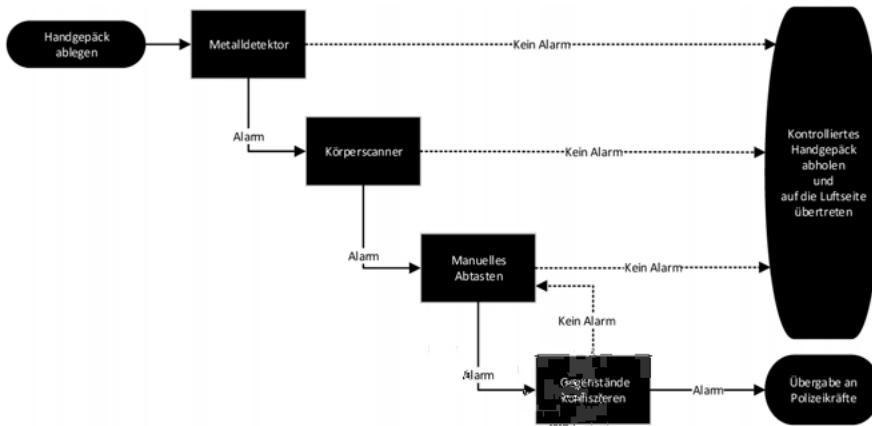 Handgepäck
ablegen
Metalldetektor
Kein Alarm
Alarm
Körperscanner
Kein Alarm
Kontrolliertes
Handgepäck
abholen
und
auf die Luftseite
übertreten
Alarm
Manuelles
Abtasten
Kein Alarm
Kein Alarm
Alarm
Gegenstände
konfiszieren
Alarm
Übergabe an
Polizeikräfte